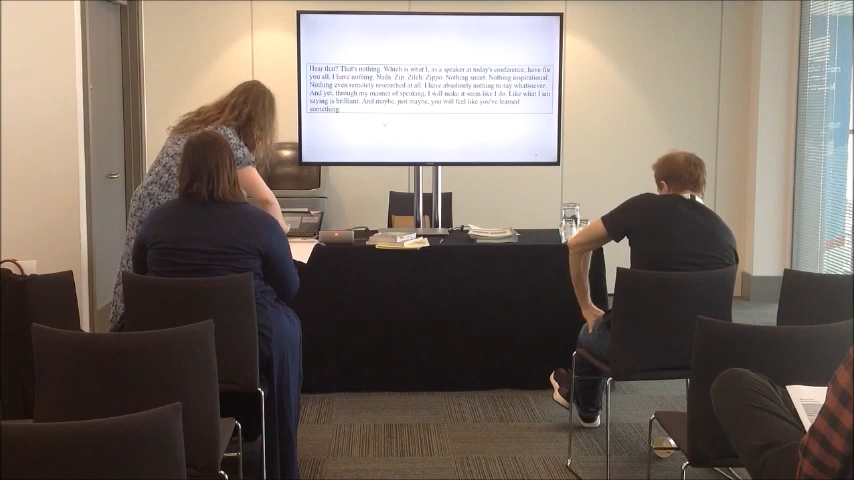 Hear that? That's nothing. Which is what I, as a speaker at today's conference, have for
you all. I have nothing. Nada. Zip. Zilch. Zippo. Nothing smart. Nothing inspirational.
Nothing even remotely researched at all. I have absolutely nothing to say whatsoever.
And yet, through my manner of speaking, I will make it seem like I do. Like what I am
saying is brilliant. And maybe, just maybe, you will feel like you've learned
something.